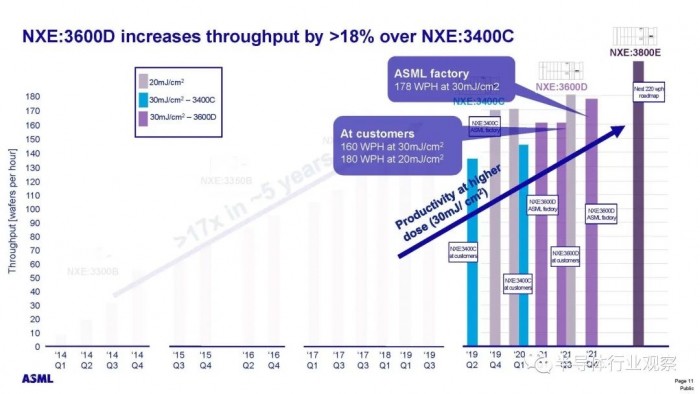 NXE:3600D increases throughput by >18% over NXE:3400C
NXE:3800E
20mJ/cm²
30mJ/cm² – 3400C
30mJ/cm² – 3600D
ASML factory
178 WPH at 30mJ/cm2
NXE:3600D
NXE:3400C
Next 220 wph
roadmap
At customers
160 WPH at 30mJ/cm²
180 WPH at 20mJ/cm²
NXE:3400C
ASML factory
NXE:3300B
>17x in ~5 years
Productivity at higher
dose (30mJ/ cm²)
NXE:3400C
at customers
NXE:3400C
at customers
NXE:3600D
ASML factory
NXE:3600D
at customers
NXE:3600D
ASML factory
Throughput [wafers per hour]
180
170
160
150
140
130
120
110
100
90
80
70
60
50
40
30
20
10
0
'14 '14 '14 '14 '15 '15 '16 '16 '17 '17 '18 '18 '19 '19 '19 '20 '21 '21 '21
Q1 Q2 Q3 Q4 Q3 Q4 Q2 Q4 Q1 Q3 Q1 Q3 Q2 Q4 Q1 Q1 Q3 Q2
半导体行业观察
ASML
Page 11
Public